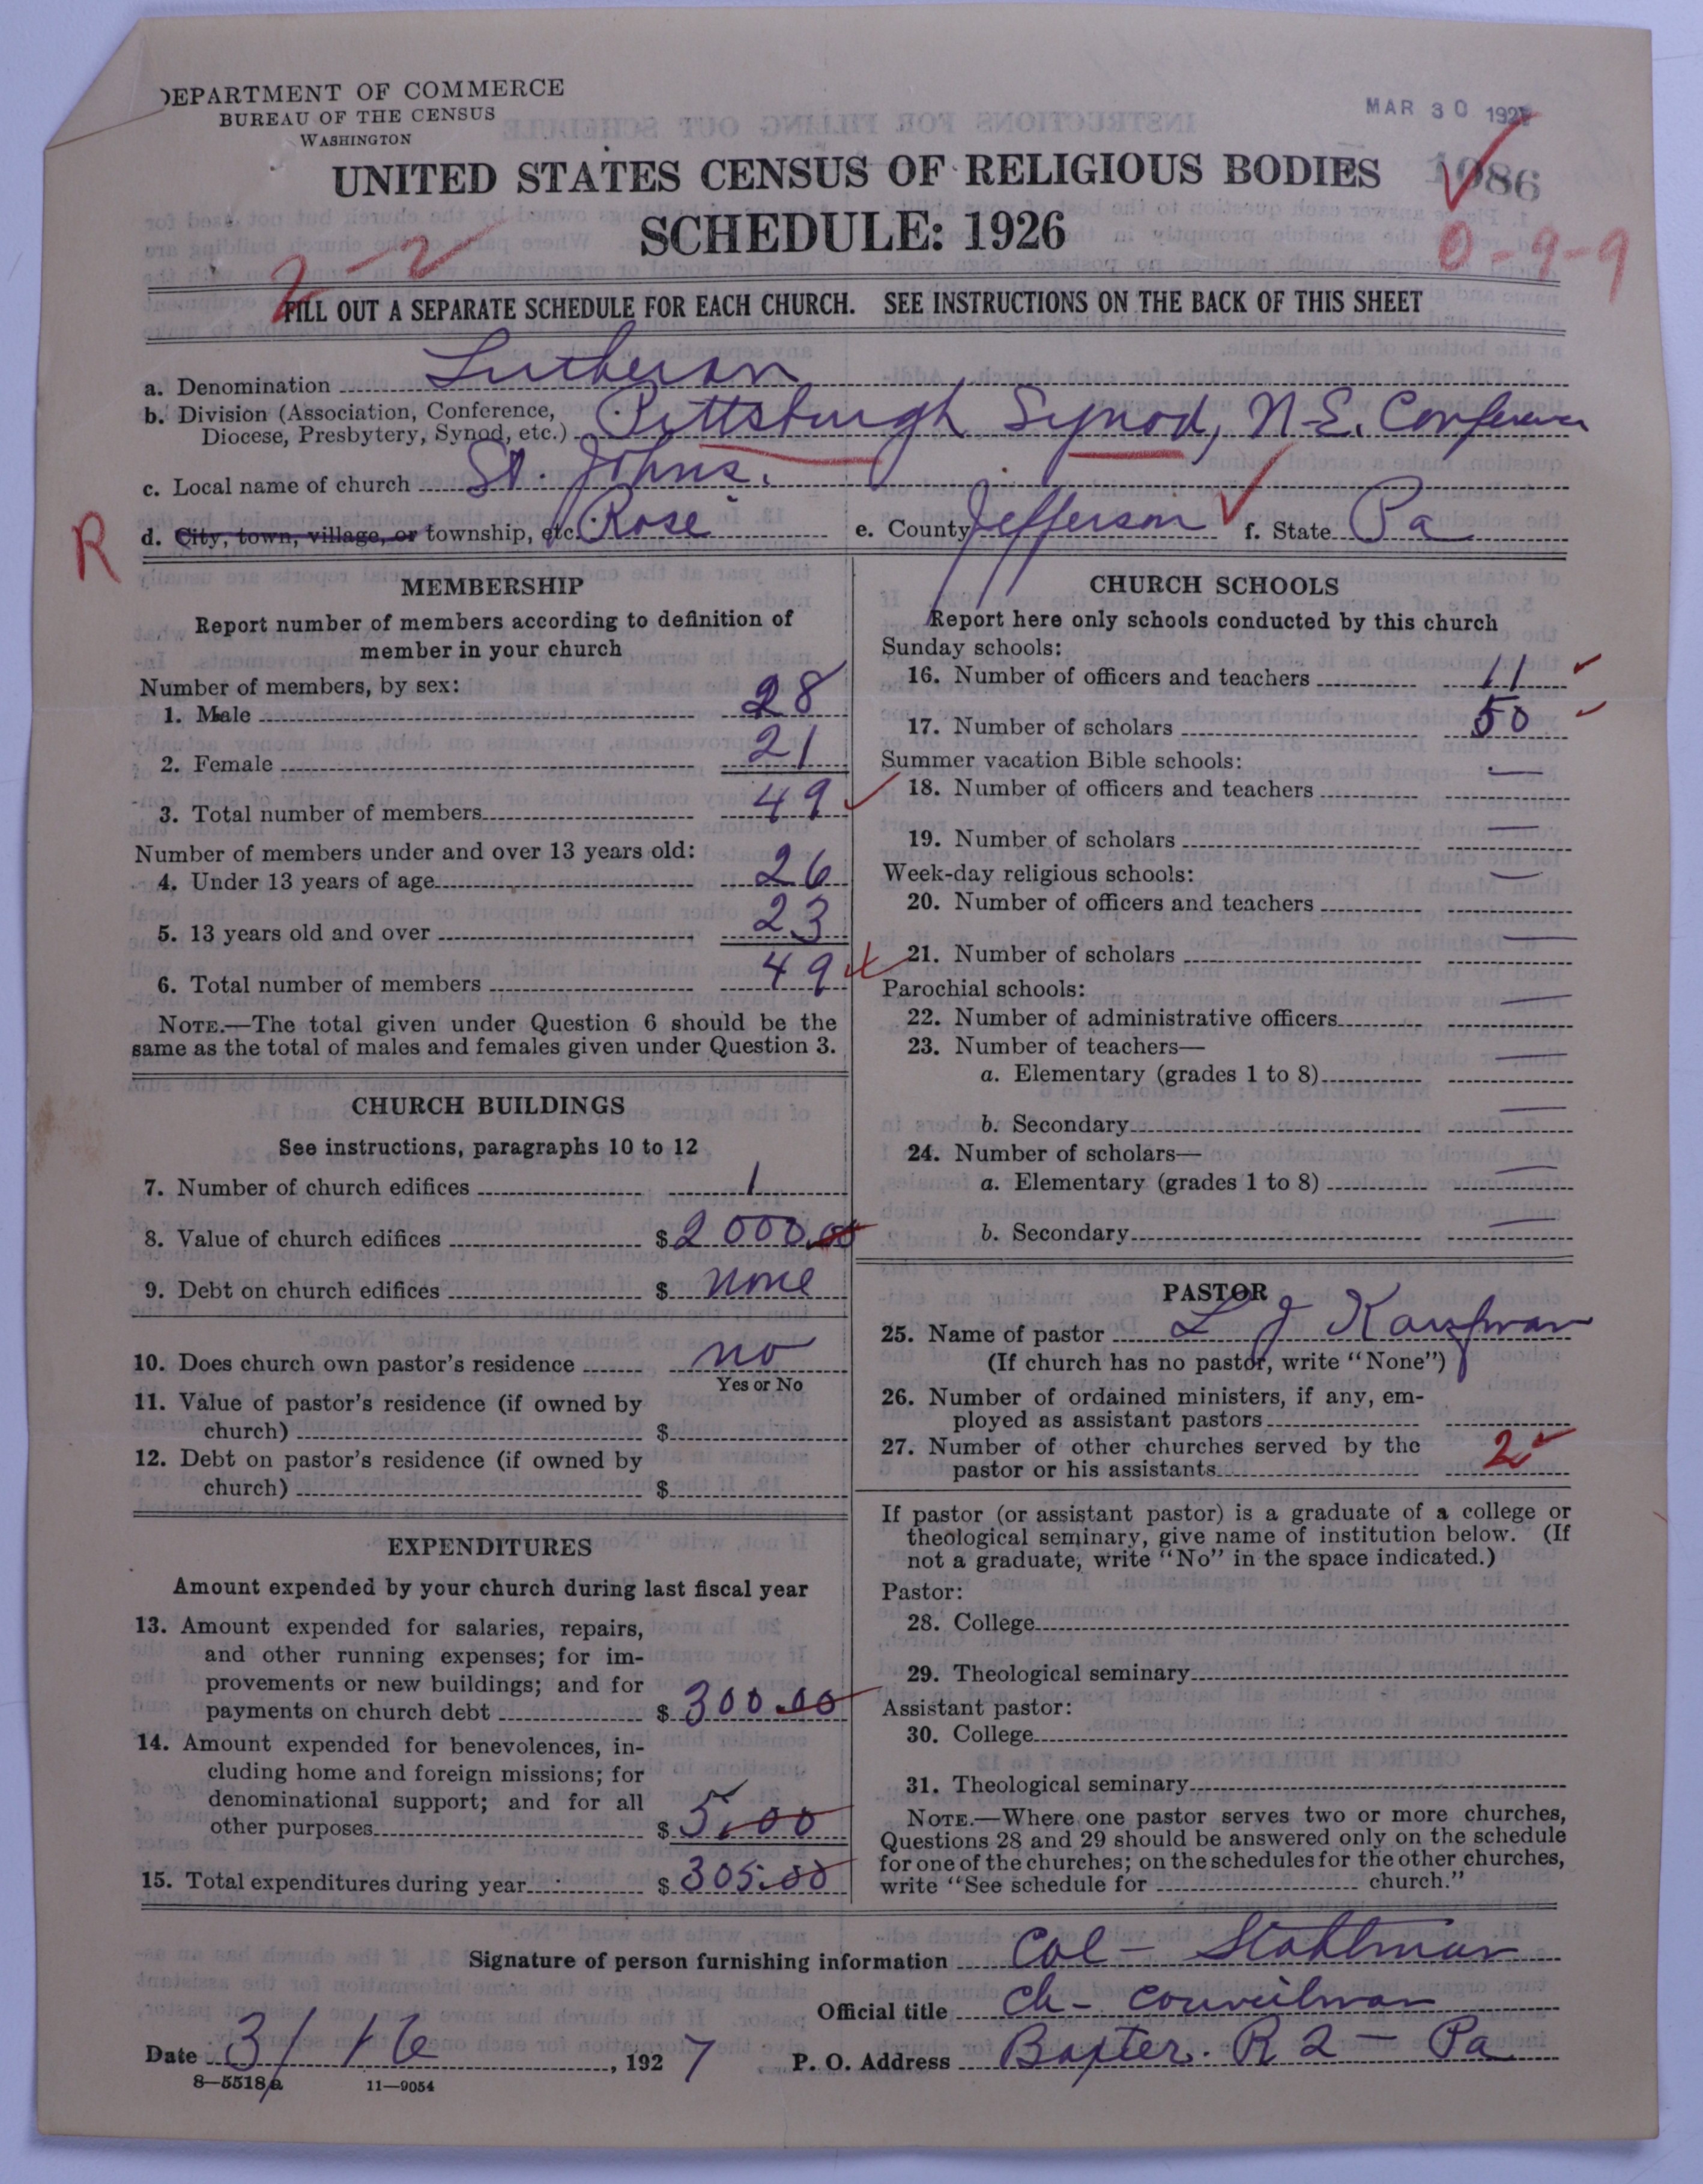 DEPARTMENT OF COMMERCE
BUREAU OF THE CENSUS
WASHINGTON
MAR 30 1927
1086
UNITED STATES CENSUS OF RELIGIOUS BODIES
SCHEDULE: 1926
2-2
0-9-9
FILL OUT A SEPARATE SCHEDULE FOR EACH CHURCH. SEE INSTRUCTIONS ON THE BACK OF THIS SHEET
a. Denomination Lutheran
b. Division (Association, Conference, Diocese, Presbytery, Synod, etc.) Pittsburgh Synod, N.E. Conference
c. Local name of church St. Johns.
R
d. City, town, village, or township, etc. Rose e. County Jefferson f. State Pa
MEMBERSHIP
Report number of members according to definition of
member in your church
Number of members, by sex:
1. Male 28
2. Female 21
3. Total number of members 49
Number of members under and over 13 years old:
4. Under 13 years of age 26
5. 13 years old and over 23
6. Total number of members 49
NOTE.—The total given under Question 6 should be the
same as the total of males and females given under Question 3.
CHURCH BUILDINGS
See instructions, paragraphs 10 to 12
7. Number of church edifices 1
8. Value of church edifices $ 2000.00
9. Debt on church edifices $ none
10. Does church own pastor's residence no
Yes or No
11. Value of pastor's residence (if owned by
church) $
12. Debt on pastor's residence (if owned by
church) $
EXPENDITURES
Amount expended by your church during last fiscal year
13. Amount expended for salaries, repairs,
and other running expenses; for im-
provements or new buildings; and for
payments on church debt $ 300.00
14. Amount expended for benevolences, in-
cluding home and foreign missions; for
denominational support; and for all
other purposes $ 5.00
15. Total expenditures during year $ 305.00
CHURCH SCHOOLS
Report here only schools conducted by this church
Sunday schools:
16. Number of officers and teachers 11
17. Number of scholars 50
Summer vacation Bible schools:
18. Number of officers and teachers —
19. Number of scholars —
Week-day religious schools:
20. Number of officers and teachers —
21. Number of scholars —
Parochial schools:
22. Number of administrative officers —
23. Number of teachers—
a. Elementary (grades 1 to 8) —
b. Secondary —
24. Number of scholars—
a. Elementary (grades 1 to 8) —
b. Secondary —
PASTOR
25. Name of pastor L J Kaufman
(If church has no pastor, write "None")
26. Number of ordained ministers, if any, em-
ployed as assistant pastors
27. Number of other churches served by the
pastor or his assistants 2
If pastor (or assistant pastor) is a graduate of a college or
theological seminary, give name of institution below. (If
not a graduate, write "No" in the space indicated.)
Pastor:
28. College
29. Theological seminary
Assistant pastor:
30. College
31. Theological seminary
NOTE.—Where one pastor serves two or more churches,
Questions 28 and 29 should be answered only on the schedule
for one of the churches; on the schedules for the other churches,
write "See schedule for church."
Signature of person furnishing information Col - Stahlman
Official title Ch - Councilman
Date 3/16, 1927 P. O. Address Baxter. R 2 - Pa
8—5518a 11—9054